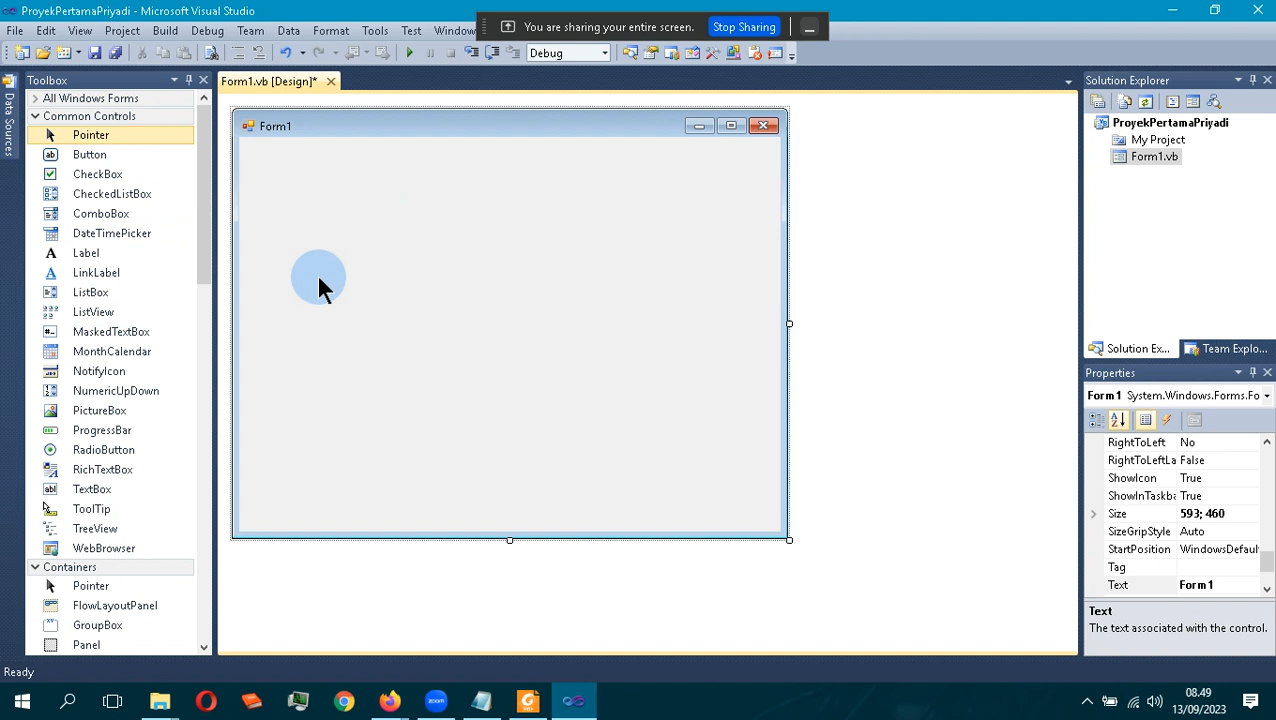 ProyekPertamaPriyadi - Microsoft Visual Studio
You are sharing your entire screen. Stop Sharing
File Edit View Project Build Debug Team Data Format Tools Test Window
Debug
Data Sources
Toolbox
All Windows Forms
Common Controls
Pointer
Button
CheckBox
CheckedListBox
ComboBox
DateTimePicker
Label
LinkLabel
ListBox
ListView
MaskedTextBox
MonthCalendar
NotifyIcon
NumericUpDown
PictureBox
ProgressBar
RadioButton
RichTextBox
TextBox
ToolTip
TreeView
WebBrowser
Containers
Pointer
FlowLayoutPanel
GroupBox
Panel
Form1.vb [Design]*
Form1
Solution Explorer
ProyekPertamaPriyadi
My Project
Form1.vb
Solution Ex... Team Explo...
Properties
Form1 System.Windows.Forms.Fo
RightToLeft No
RightToLeftLa False
ShowIcon True
ShowInTaskba True
Size 593; 460
SizeGripStyle Auto
StartPosition WindowsDefaul
Tag
Text Form1
Text
The text associated with the control.
Ready
zoom
08.49
13/09/2023